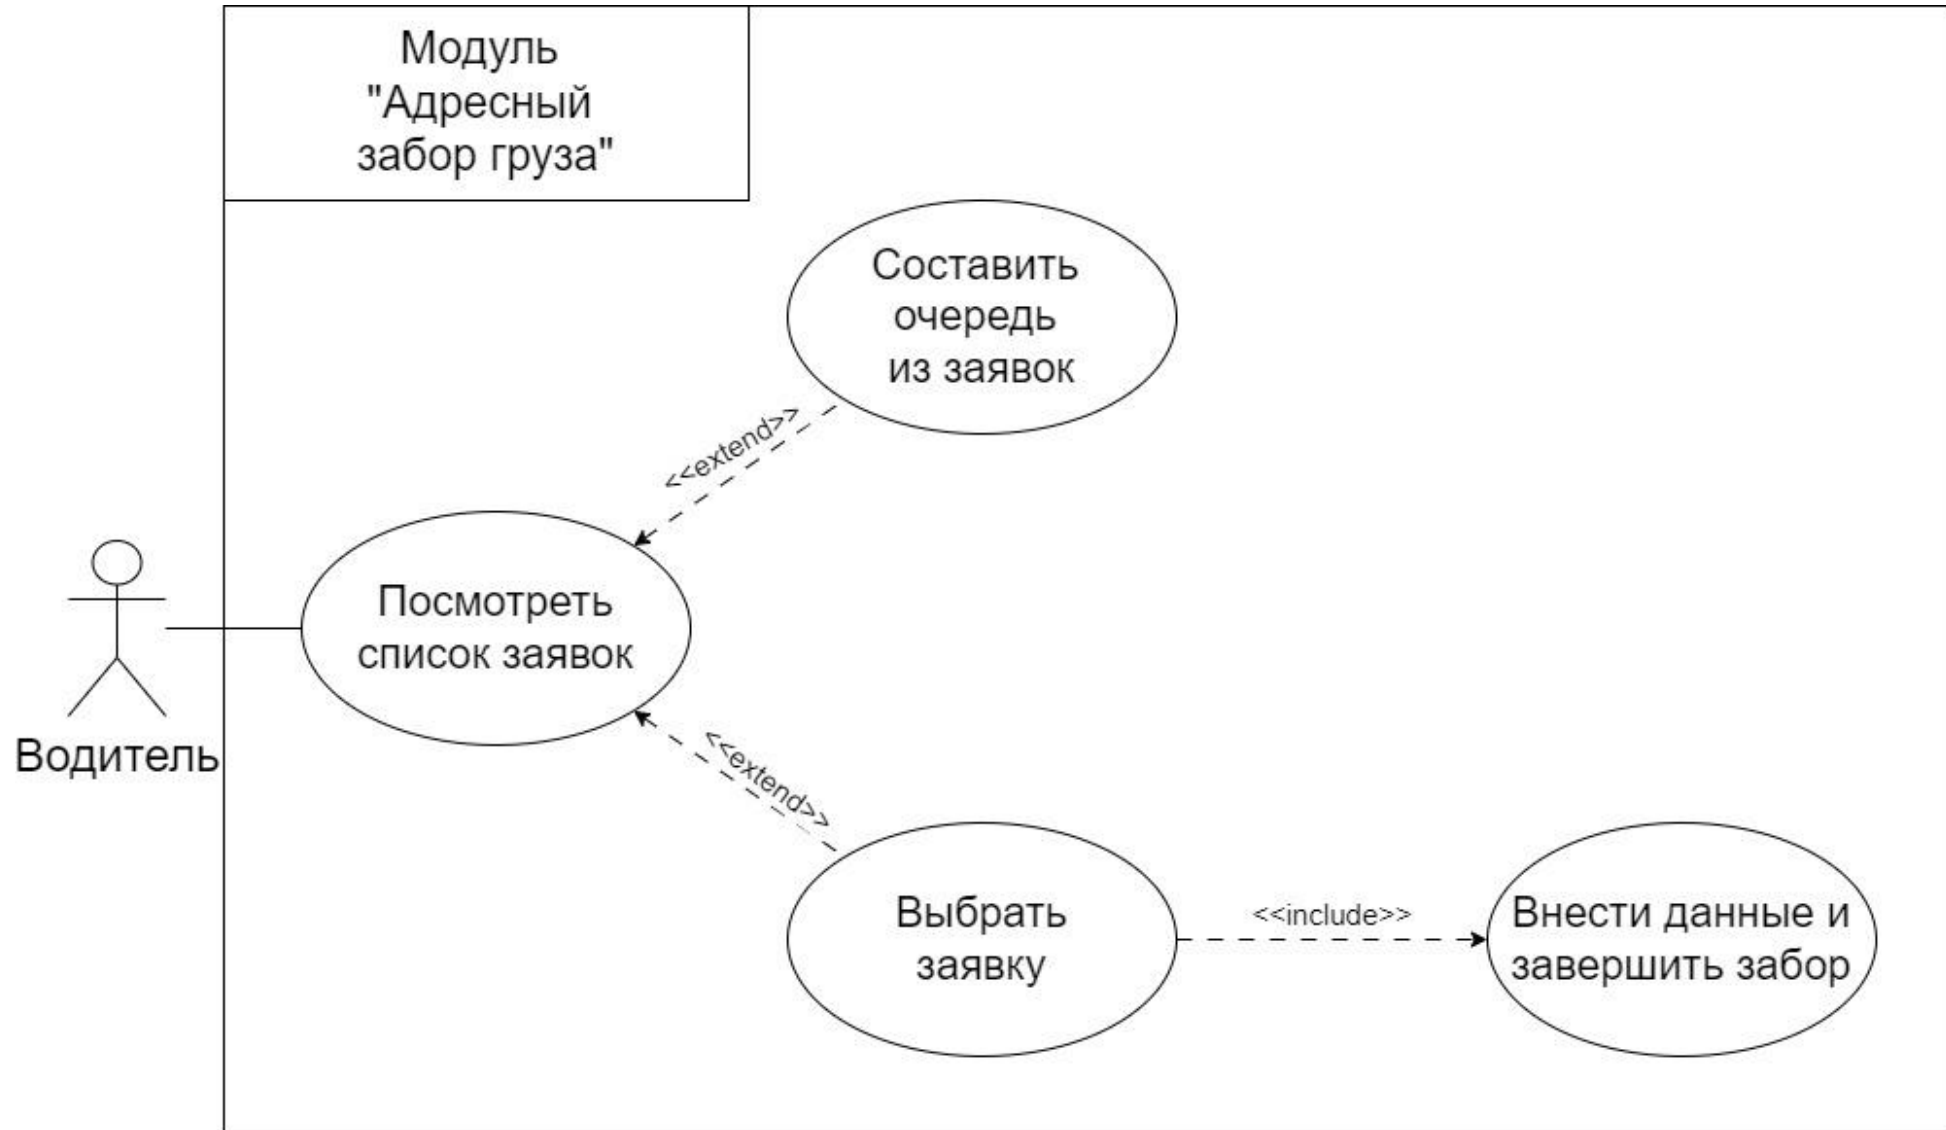 Модуль
"Адресный
забор груза"
Составить
очередь
из заявок
<<extend>>
Посмотреть
список заявок
Водитель
<<extend>>
Выбрать
заявку
<<include>>
Внести данные и
завершить забор